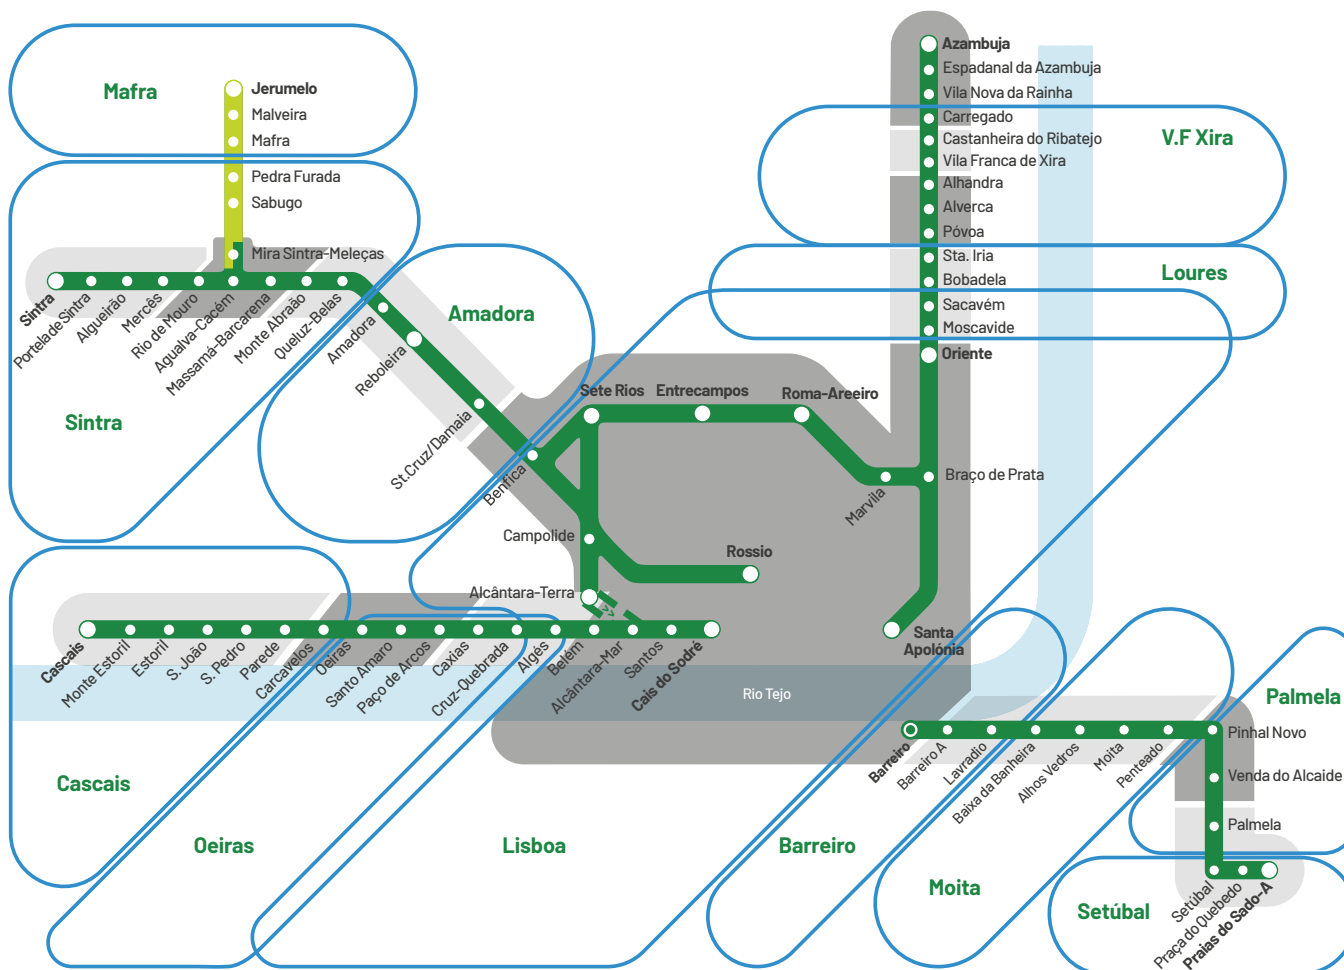 Mafra
Jerumelo
Malveira
Mafra
Pedra Furada
Sabugo
Mira Sintra-Meleças
Sintra
Portela de Sintra
Algueirão
Mercês
Rio de Mouro
Agualva-Cacém
Massamá-Barcarena
Monte Abraão
Queluz-Belas
Amadora
Reboleira
St.Cruz/Damaia
Benfica
Sintra
Amadora
Sete Rios
Entrecampos
Roma-Areeiro
Marvila
Braço de Prata
Campolide
Rossio
Alcântara-Terra
Azambuja
Espadanal da Azambuja
Vila Nova da Rainha
Carregado
Castanheira do Ribatejo
Vila Franca de Xira
Alhandra
Alverca
Póvoa
Sta. Iria
Bobadela
Sacavém
Moscavide
Oriente
V.F Xira
Loures
Santa
Apolónia
Cascais
Monte Estoril
Estoril
S. João
S. Pedro
Parede
Carcavelos
Oeiras
Santo Amaro
Paço de Arcos
Caxias
Cruz-Quebrada
Algés
Belém
Alcântara-Mar
Santos
Cais do Sodré
Rio Tejo
Barreiro
Barreiro A
Lavradio
Baixa da Banheira
Alhos Vedros
Moita
Penteado
Pinhal Novo
Venda do Alcaide
Palmela
Setúbal
Praça do Quebedo
Praias do Sado-A
Palmela
Cascais
Oeiras
Lisboa
Barreiro
Moita
Setúbal